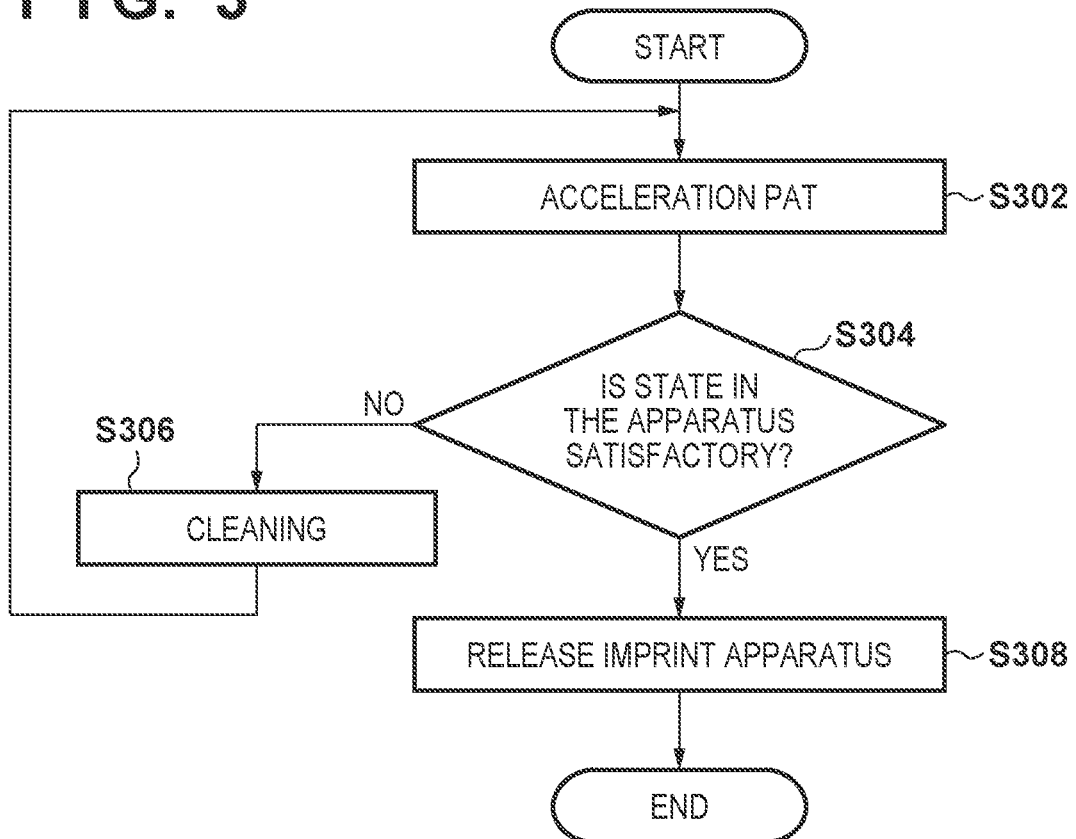 FIG. 3
START
ACCELERATION PAT
S302
S304
IS STATE IN
THE APPARATUS
SATISFACTORY?
NO
S306
CLEANING
YES
RELEASE IMPRINT APPARATUS
S308
END